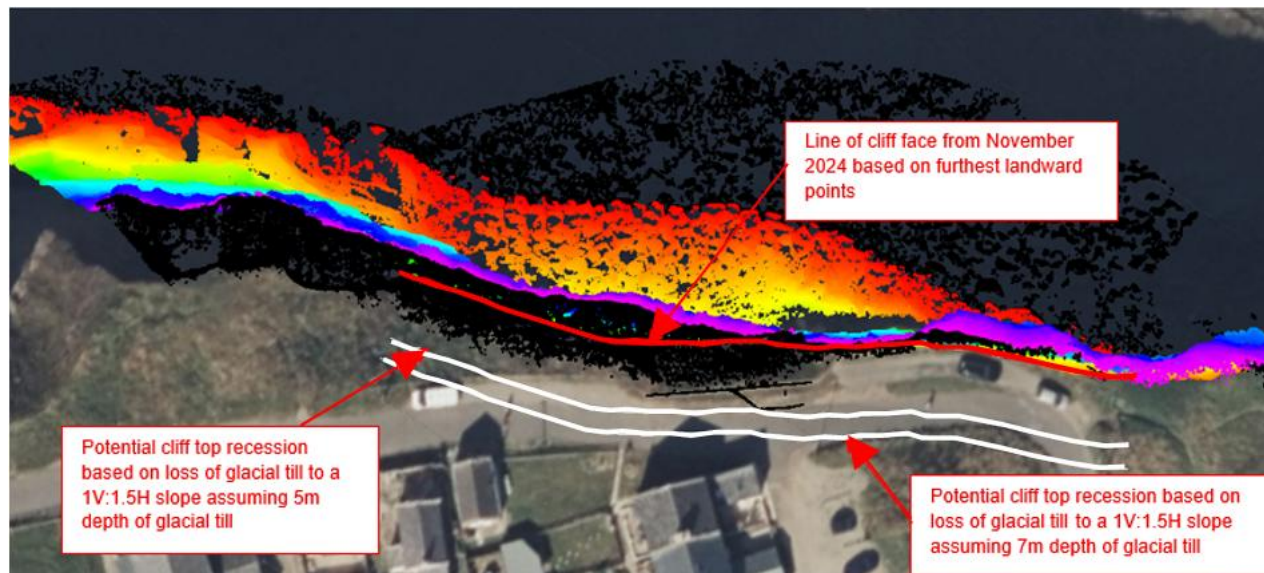 Line of cliff face from November
2024 based on furthest landward
points
Potential cliff top recession
based on loss of glacial till to a
1V:1.5H slope assuming 5m
depth of glacial till
Potential cliff top recession based on
loss of glacial till to a 1V:1.5H slope
assuming 7m depth of glacial till